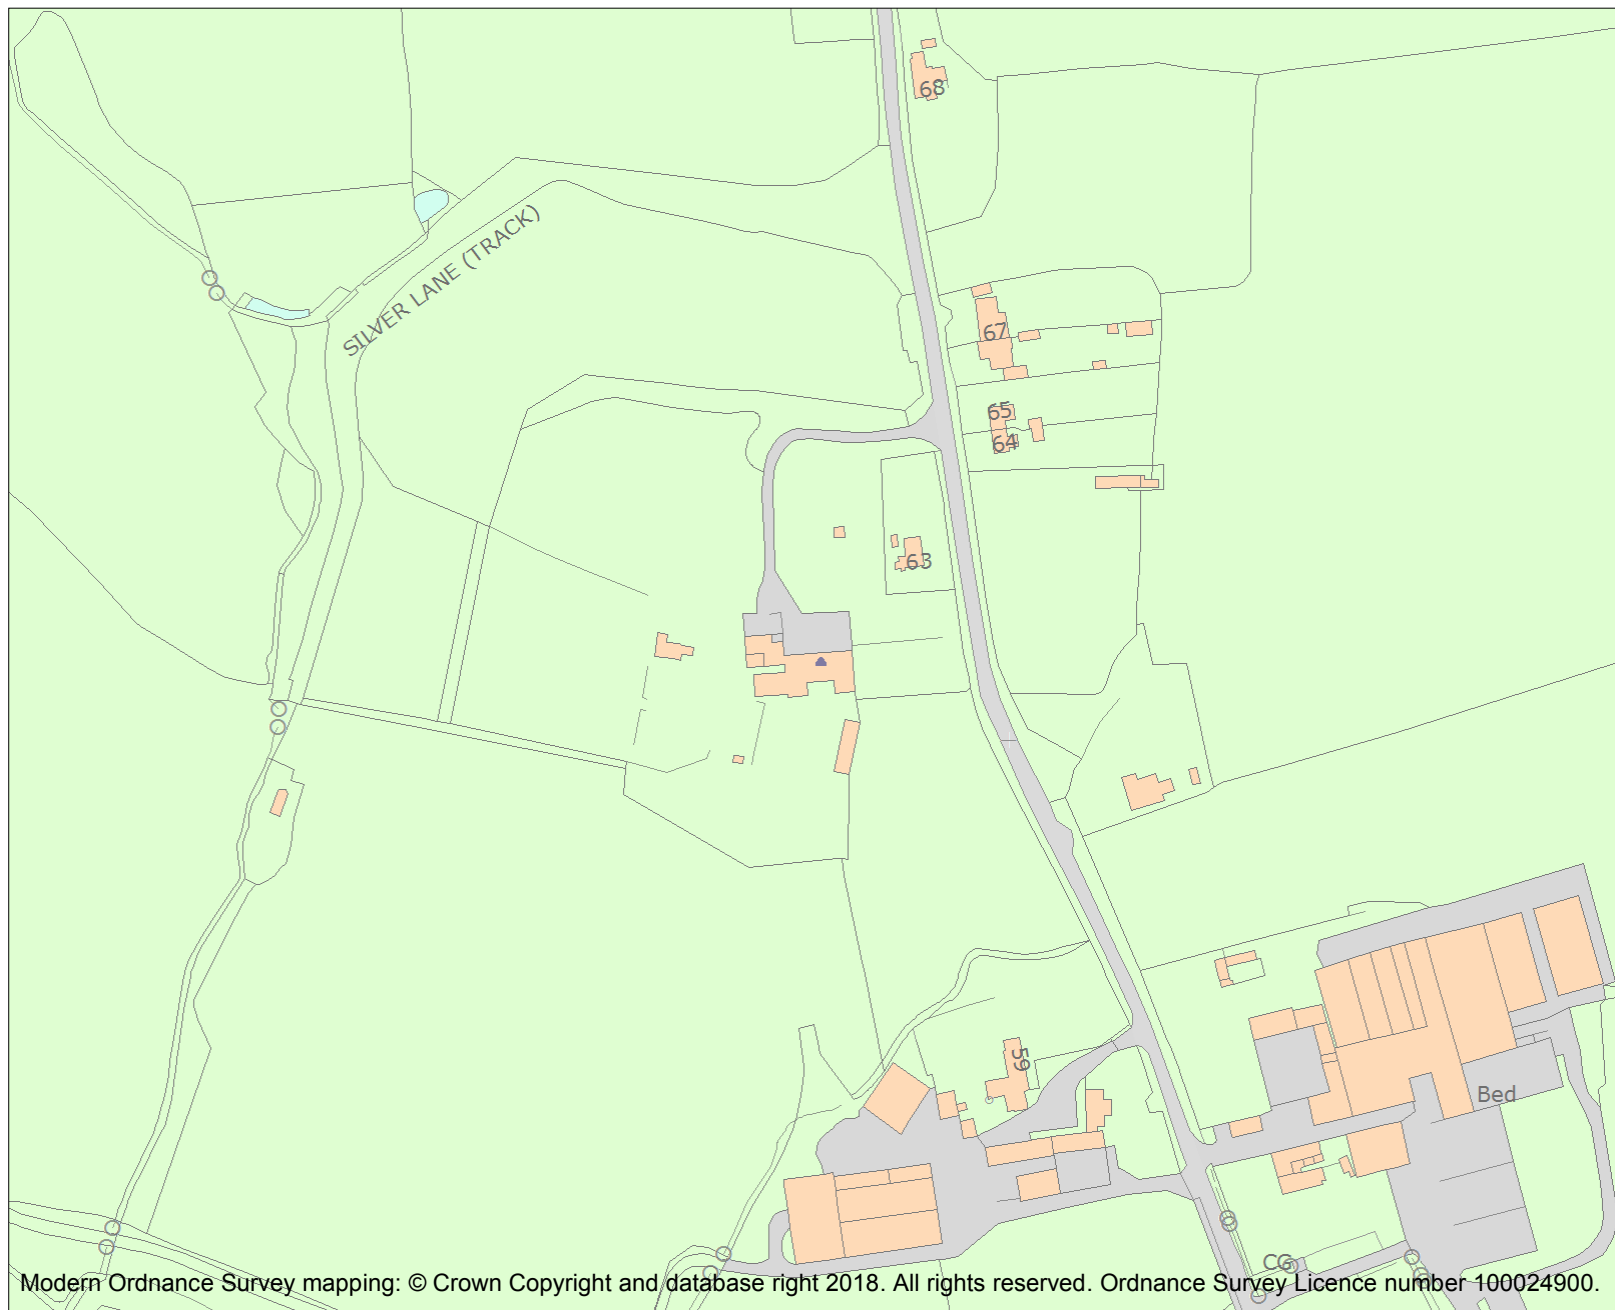 68
SILVER LANE (TRACK)
67
65
64
63
59
Bed
CG
Modern Ordnance Survey mapping: © Crown Copyright and database right 2018. All rights reserved. Ordnance Survey Licence number 100024900.